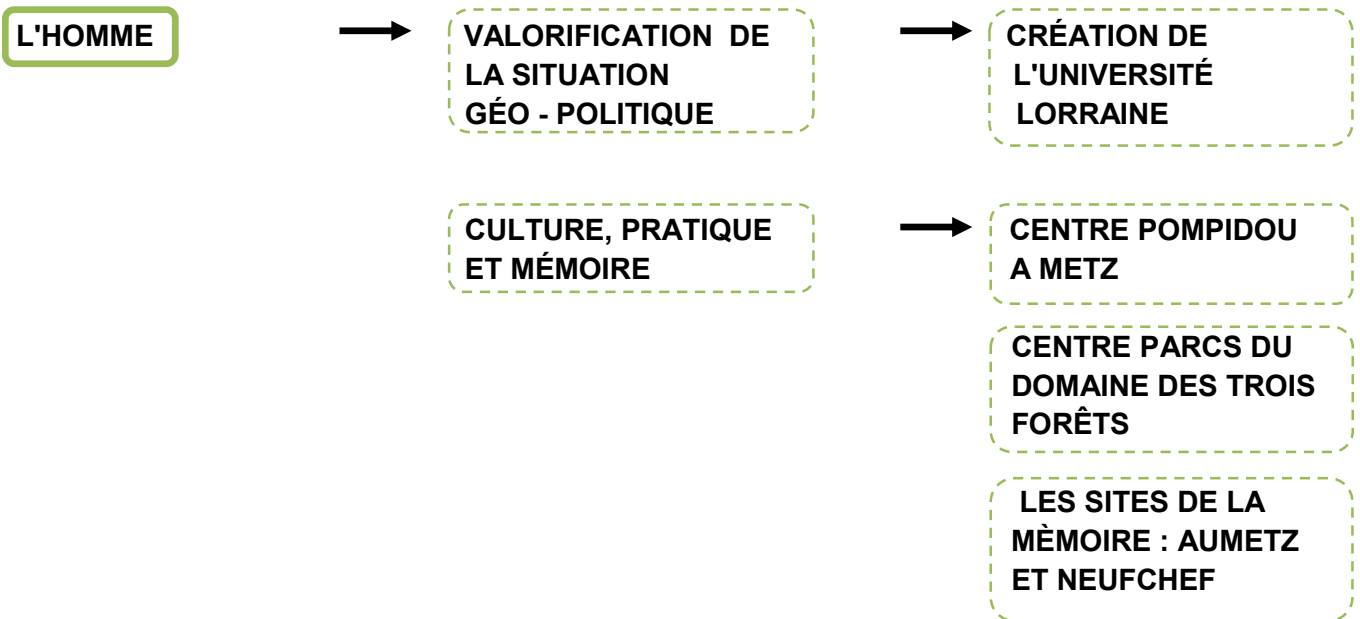 L'HOMME
VALORIFICATION DE
LA SITUATION
GÉO - POLITIQUE
CRÉATION DE
L'UNIVERSITÉ
LORRAINE
CULTURE, PRATIQUE
ET MÉMOIRE
CENTRE POMPIDOU
A METZ
CENTRE PARCS DU
DOMAINE DES TROIS
FORÊTS
LES SITES DE LA
MÈMOIRE : AUMETZ
ET NEUFCHEF